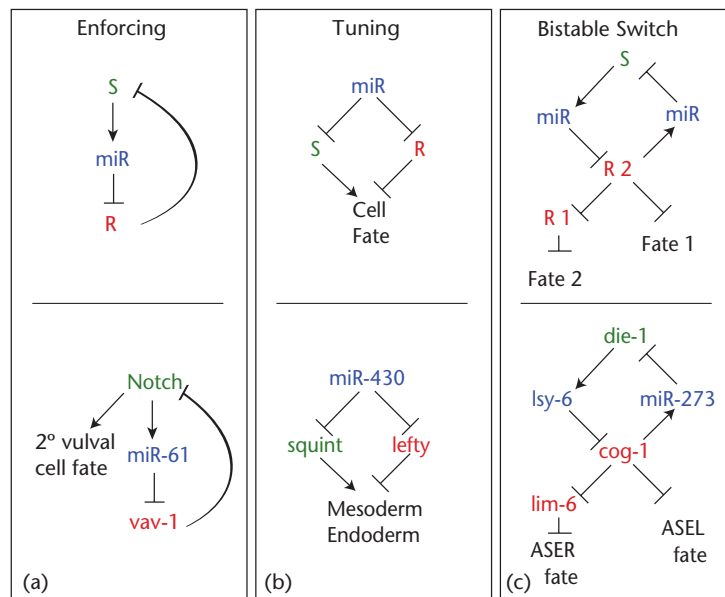 Enforcing
S
miR
R
Notch
2º vulval
cell fate
miR-61
vav-1
(a)
Tuning
miR
S
R
Cell
Fate
miR-430
squint
lefty
Mesoderm
Endoderm
(b)
Bistable Switch
S
miR
miR
R 2
R 1
Fate 1
Fate 2
die-1
lsy-6
miR-273
cog-1
lim-6
ASER
fate
ASEL
fate
(c)